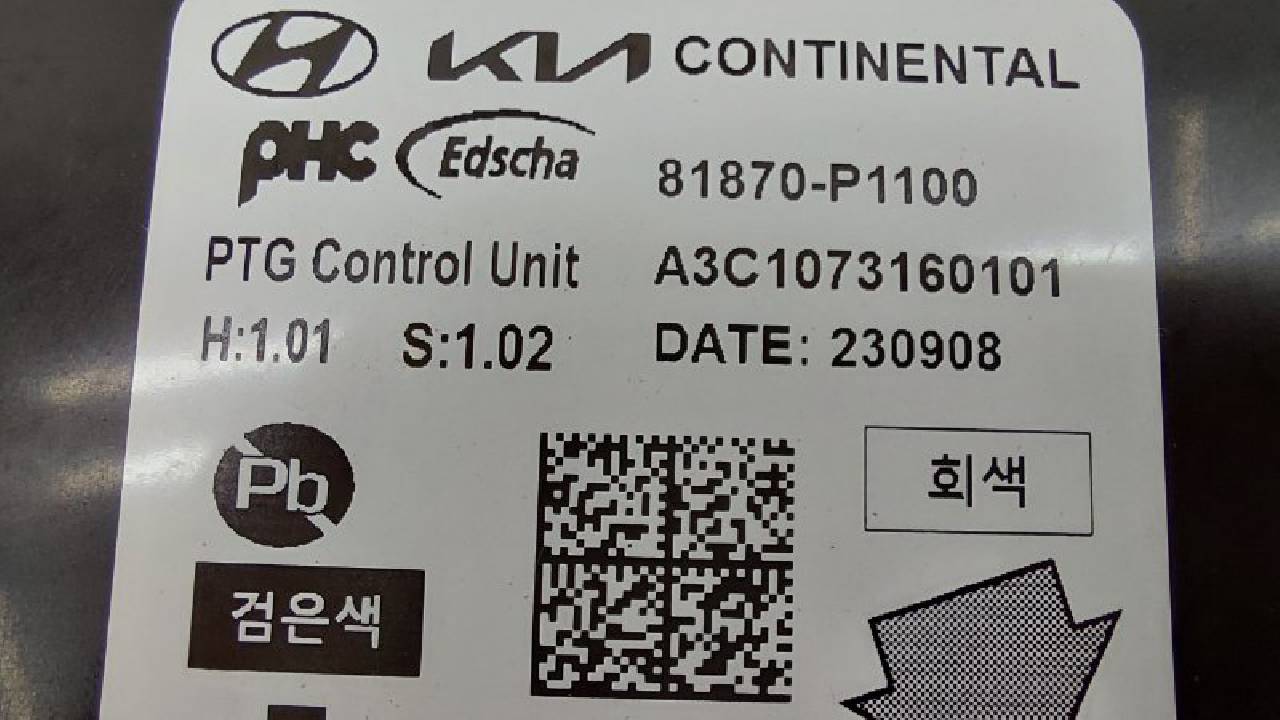 KIA CONTINENTAL
PHC Edscha 81870-P1100
PTG Control Unit A3C1073160101
H:1.01 S:1.02 DATE: 230908
Pb
회색
검은색